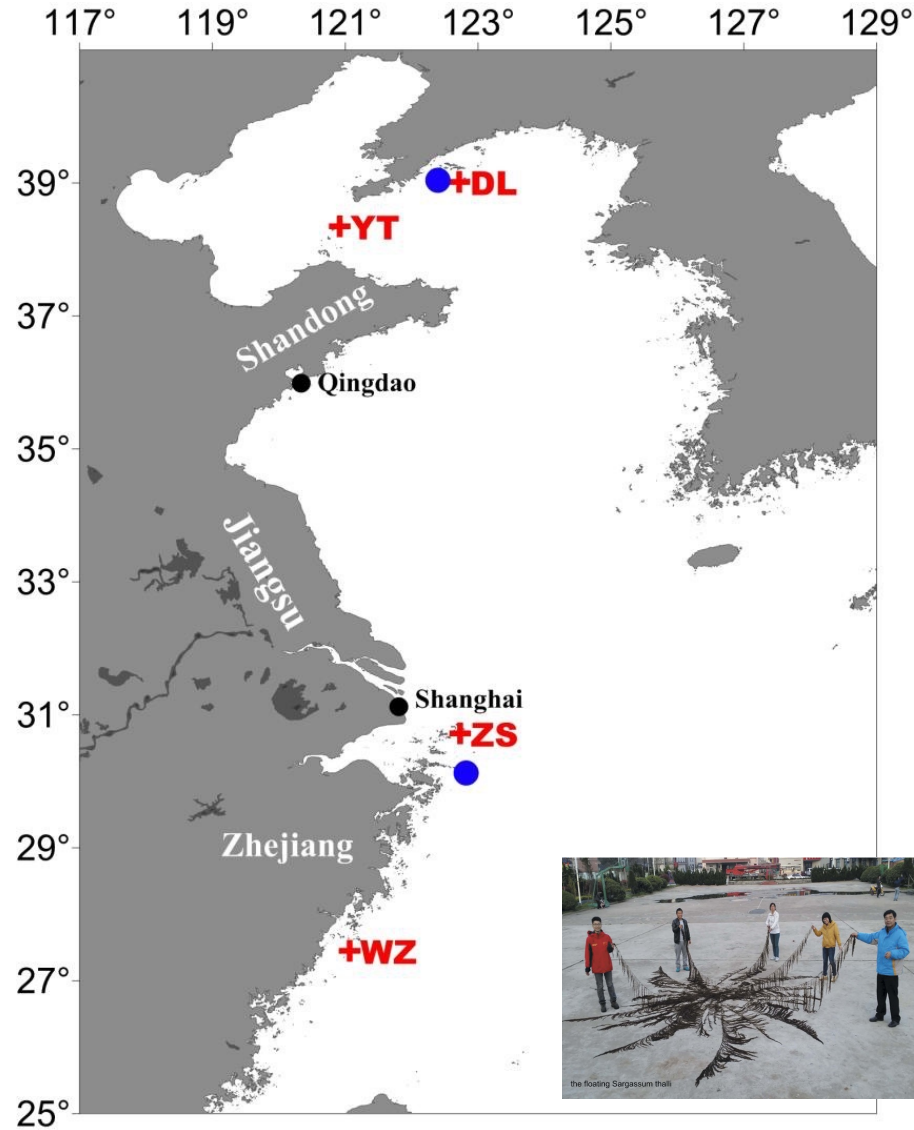 117° 119° 121° 123° 125° 127° 129°
39°
+DL
+YT
37°
Shandong
Qingdao
35°
Jiangsu
33°
31°
Shanghai
+ZS
29°
Zhejiang
27°
+WZ
25°
the floating Sargassum thalli